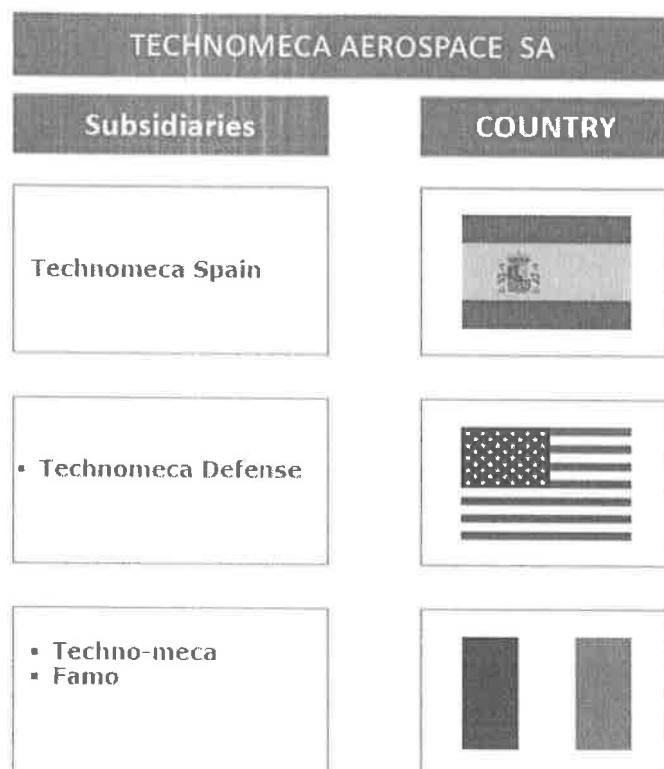 TECHNOMECA AEROSPACE SA
Subsidiaries
COUNTRY
Technomeca Spain
▪ Technomeca Defense
▪ Techno-meca
▪ Famo